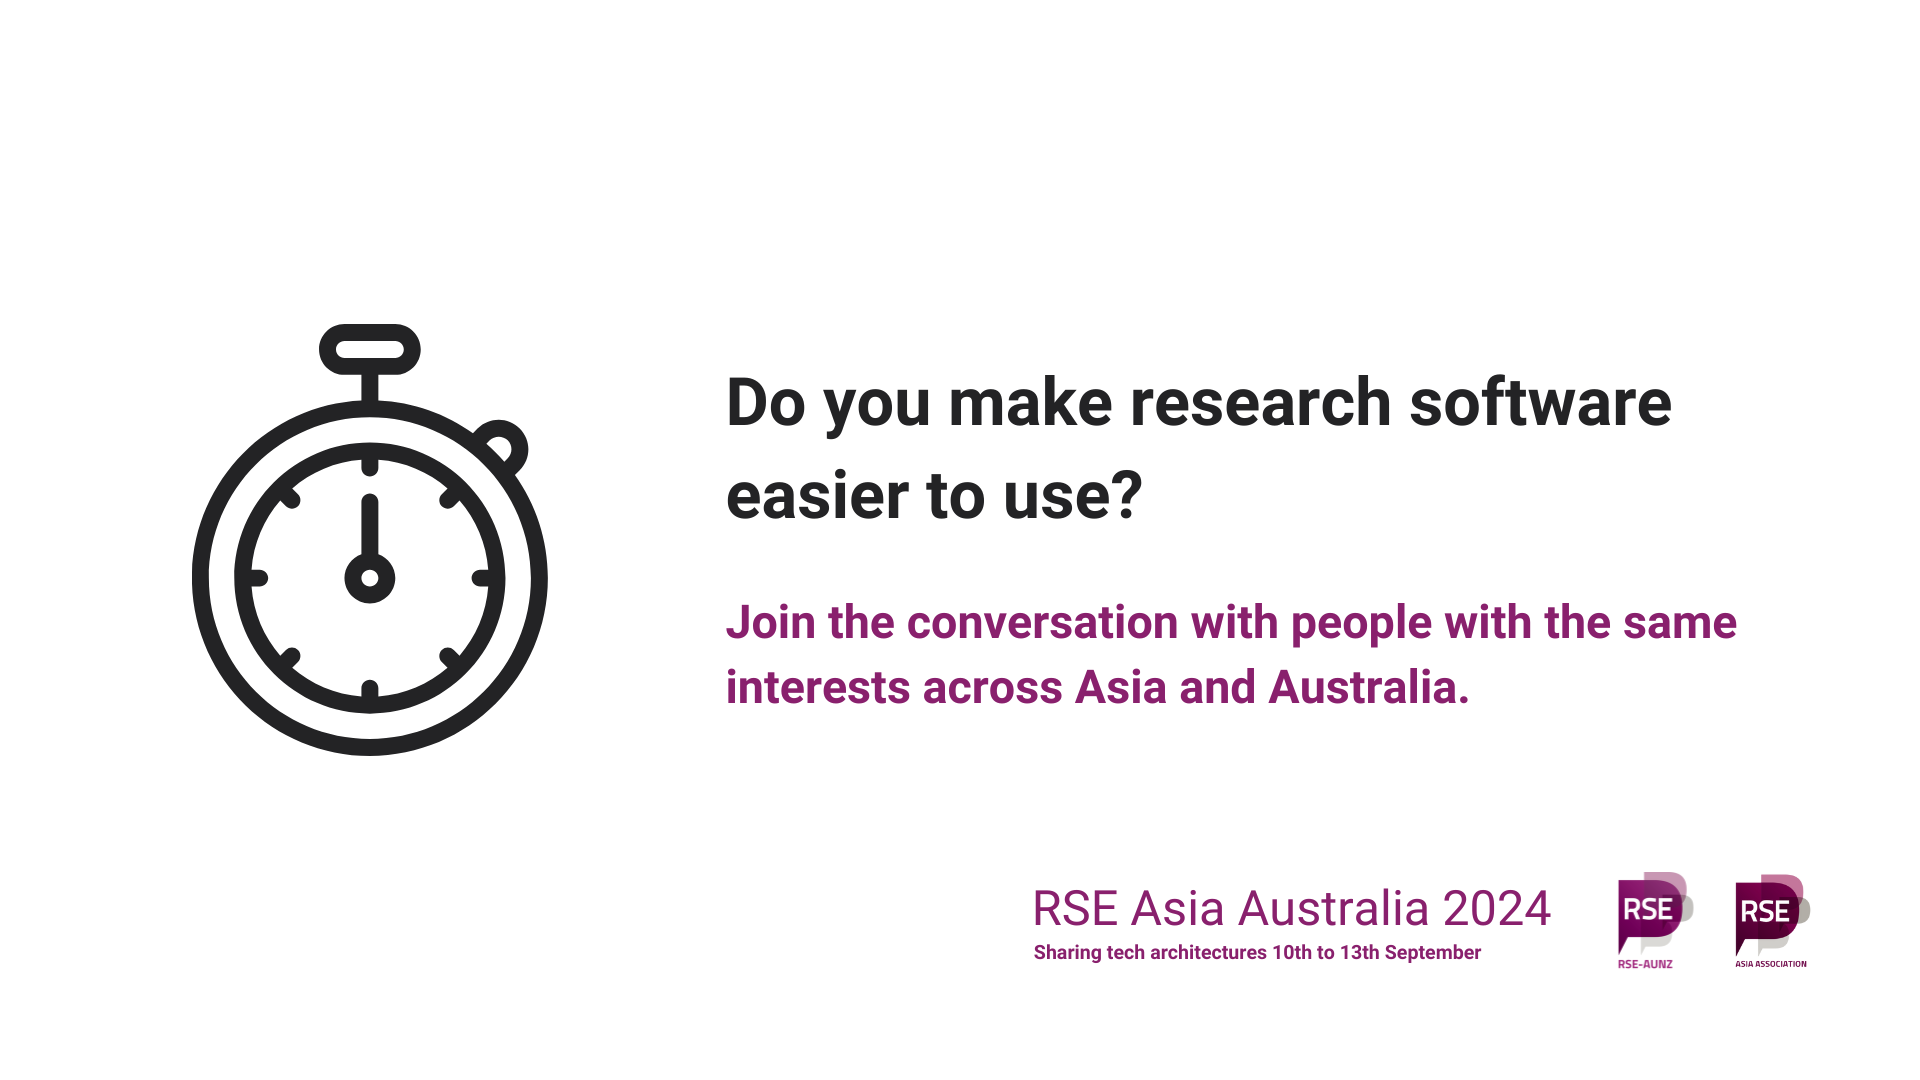 Do you make research software
easier to use?
Join the conversation with people with the same
interests across Asia and Australia.
RSE Asia Australia 2024
Sharing tech architectures 10th to 13th September
RSE
RSE-AUNZ
RSE
ASIA ASSOCIATION